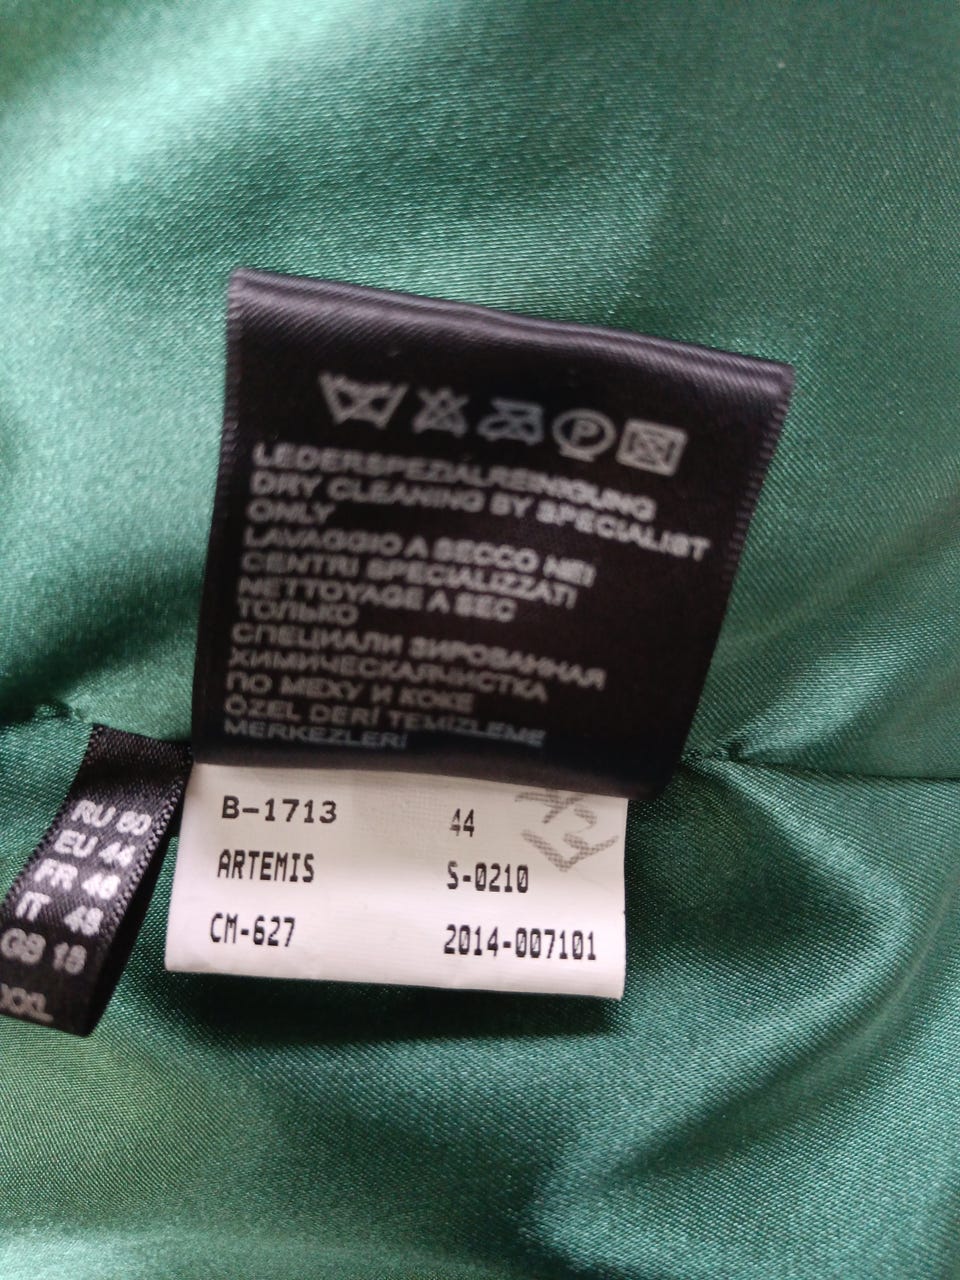 P
LEDERSPEZIALREINIGUNG
DRY CLEANING BY SPECIALIST
ONLY
LAVAGGIO A SECCO NEI
CENTRI SPECIALIZZATI
NETTOYAGE A SEC
ТОЛЬКО
СПЕЦИАЛИ ЗИРОВАННАЯ
ХИМИЧЕСКАЯЧИСТКА
ПО МЕХУ И КОЖЕ
ÖZEL DERİ TEMİZLEME
MERKEZLERİ
B-1713 44
ARTEMIS S-0210
CM-627 2014-007101
RU 50
EU 44
FR 46
IT 48
GB 18
XXL